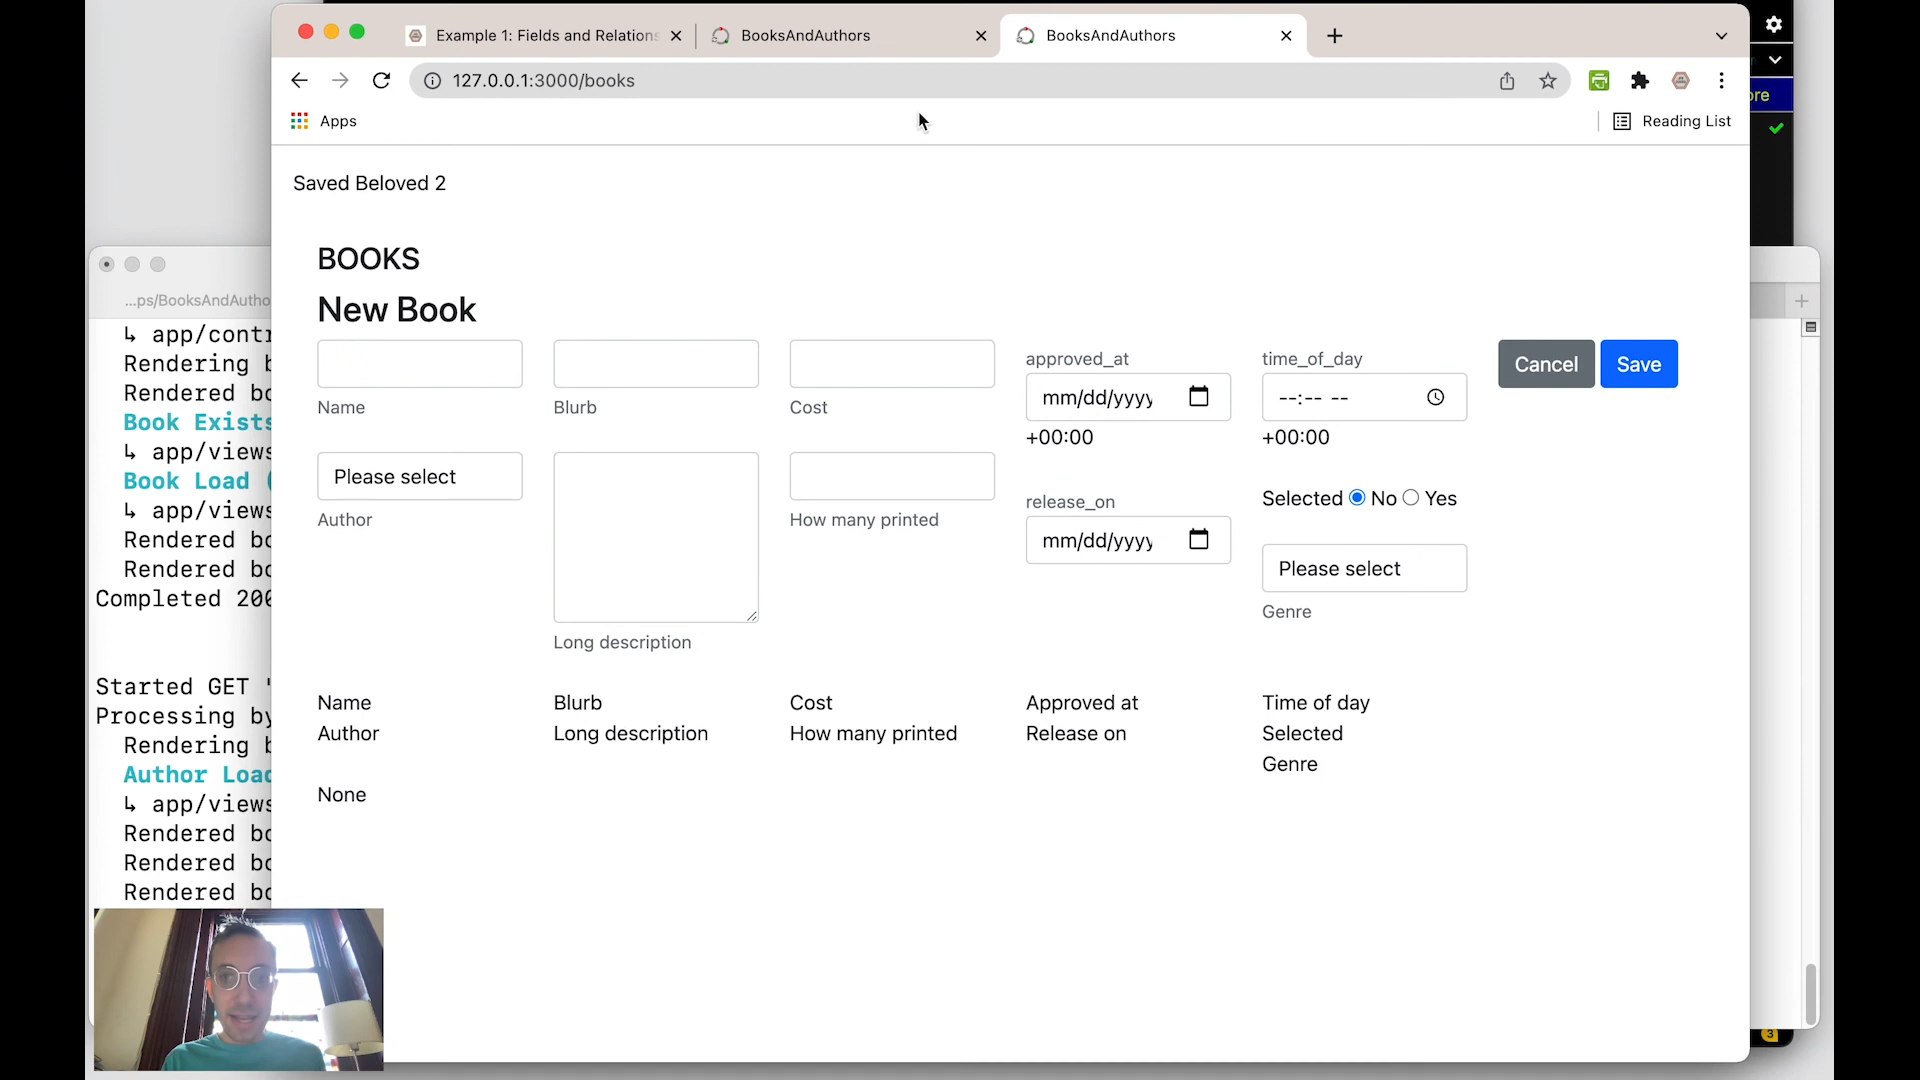 Example 1: Fields and Relations
BooksAndAuthors
BooksAndAuthors
127.0.0.1:3000/books
Apps
Reading List
Saved Beloved 2
BOOKS
New Book
Name
Blurb
Cost
approved_at
mm/dd/yyyy
+00:00
time_of_day
--:-- --
+00:00
Cancel
Save
Please select
Author
Long description
How many printed
release_on
mm/dd/yyyy
Selected No Yes
Please select
Genre
Name Blurb Cost Approved at Time of day
Author Long description How many printed Release on Selected
Genre
None
...ps/BooksAndAutho
↳ app/contr
Rendering b
Rendered bo
Book Exists
↳ app/views
Book Load (
↳ app/views
Rendered bo
Rendered bo
Completed 200
Started GET "
Processing by
Rendering b
Author Load
↳ app/views
Rendered bo
Rendered bo
Rendered bo
ore
3